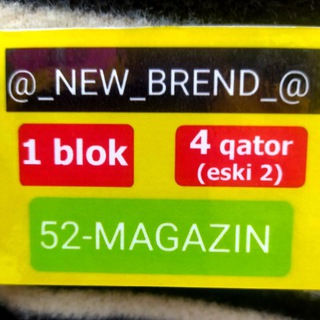 @_NEW_BREND_@
1 blok
4 qator
(eski 2)
52-MAGAZIN